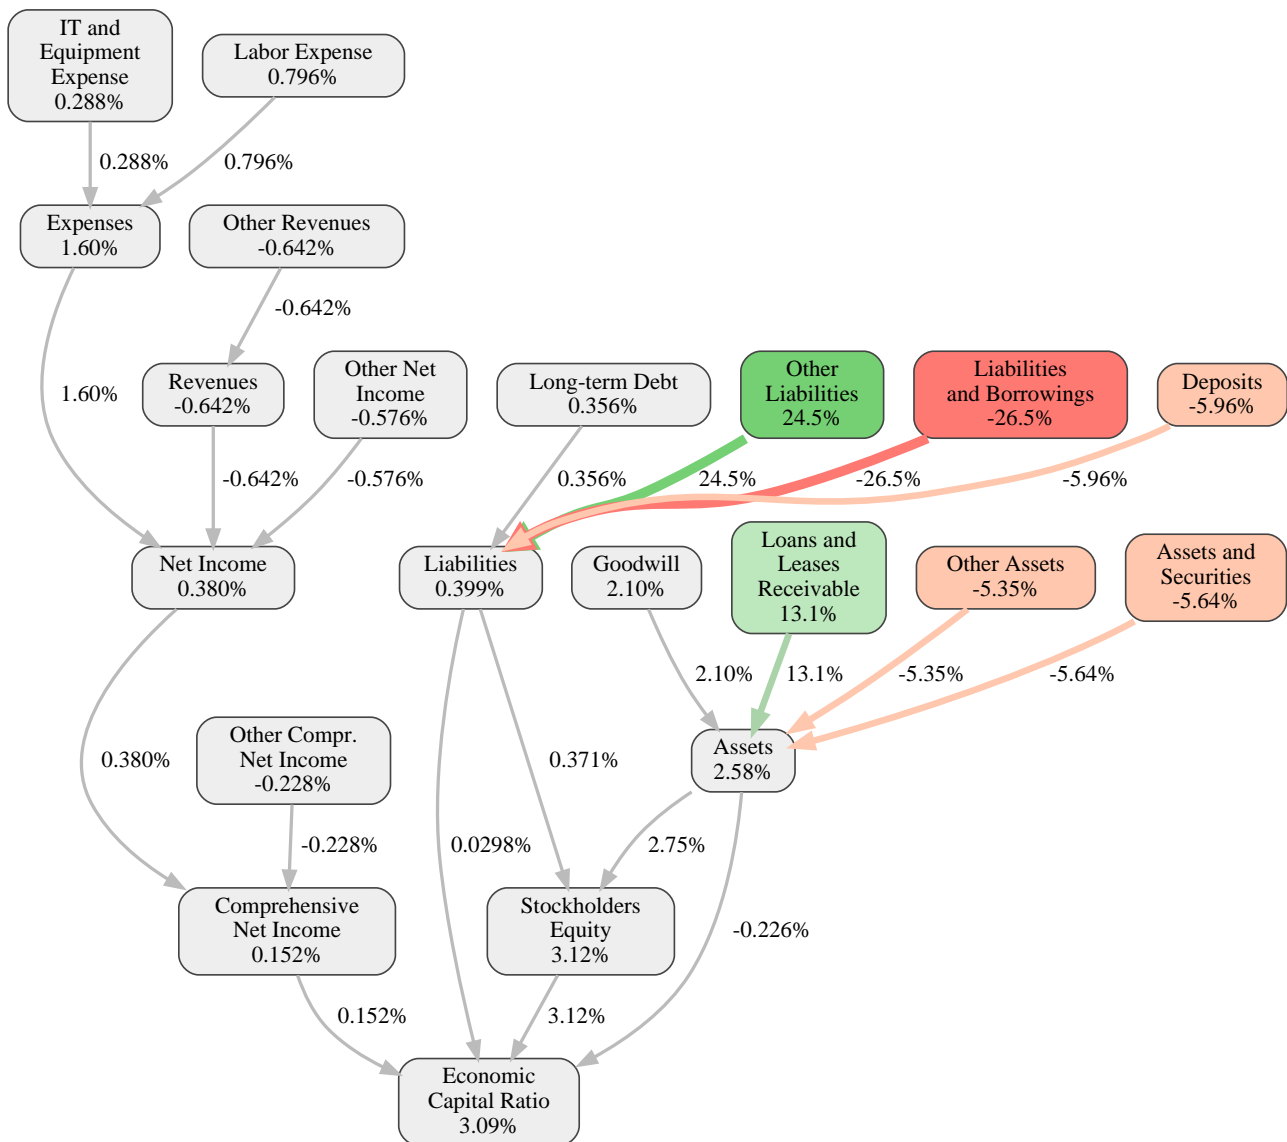 IT and
Equipment
Expense
0.288%
Labor Expense
0.796%
0.288%
0.796%
Expenses
1.60%
Other Revenues
-0.642%
-0.642%
1.60%
Revenues
-0.642%
Other Net
Income
-0.576%
Long-term Debt
0.356%
Other
Liabilities
24.5%
Liabilities
and Borrowings
-26.5%
Deposits
-5.96%
-0.642%
-0.576%
0.356%
24.5%
-26.5%
-5.96%
Net Income
0.380%
Liabilities
0.399%
Goodwill
2.10%
Loans and
Leases
Receivable
13.1%
Other Assets
-5.35%
Assets and
Securities
-5.64%
2.10%
13.1%
-5.35%
-5.64%
0.380%
Other Compr.
Net Income
-0.228%
0.371%
Assets
2.58%
-0.228%
0.0298%
2.75%
Comprehensive
Net Income
0.152%
Stockholders
Equity
3.12%
-0.226%
0.152%
3.12%
Economic
Capital Ratio
3.09%